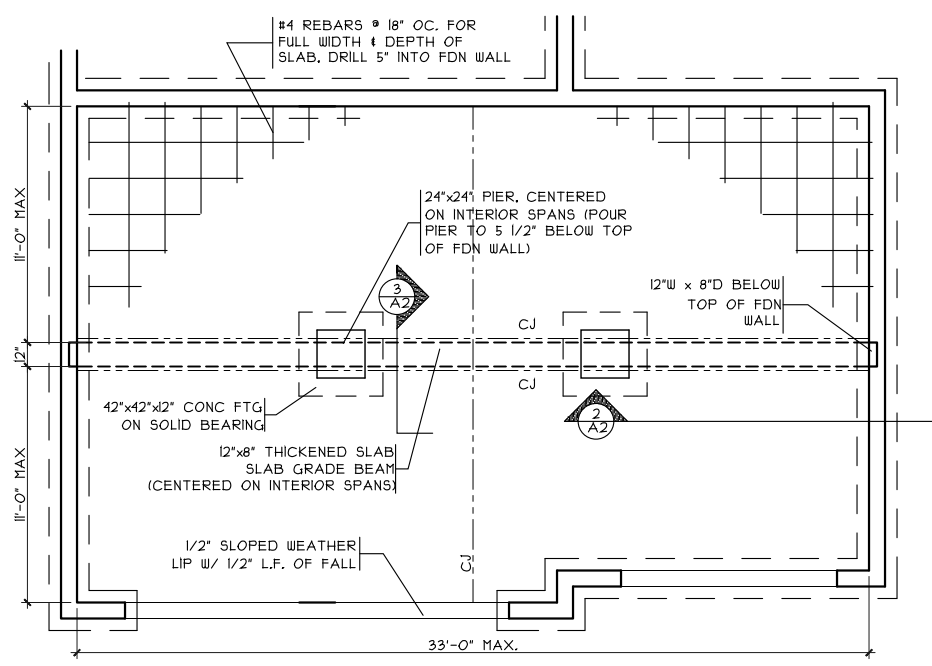 #4 REBARS @ 18" OC. FOR
FULL WIDTH & DEPTH OF
SLAB. DRILL 5" INTO FDN WALL
24"x24" PIER, CENTERED
ON INTERIOR SPANS (POUR
PIER TO 5 1/2" BELOW TOP
OF FDN WALL)
11'-0" MAX
3
A2
12"W x 8"D BELOW
TOP OF FDN
WALL
CJ
12"
CJ
42"x42"x12" CONC FTG
ON SOLID BEARING
2
A2
12"x8" THICKENED SLAB
SLAB GRADE BEAM
(CENTERED ON INTERIOR SPANS)
11'-0" MAX
1/2" SLOPED WEATHER
LIP W/ 1/2" L.F. OF FALL
CJ
33'-0" MAX.